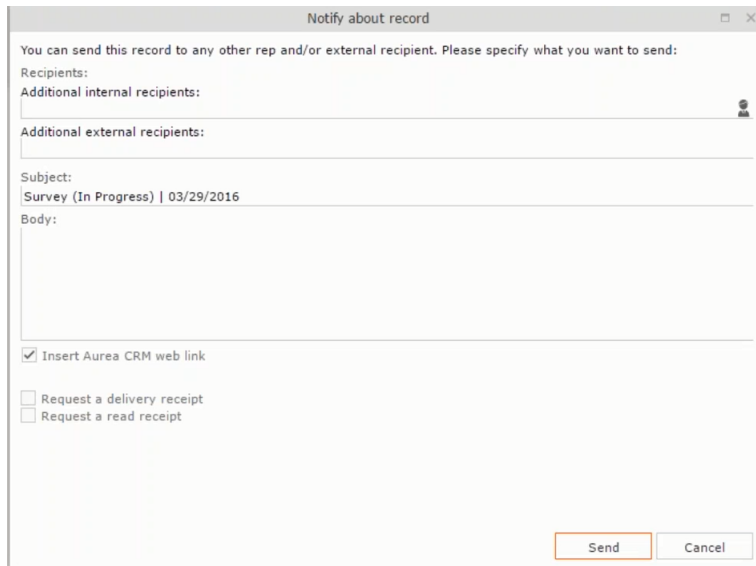 Notify about record
You can send this record to any other rep and/or external recipient. Please specify what you want to send:
Recipients:
Additional internal recipients:
Additional external recipients:
Subject:
Survey (In Progress) | 03/29/2016
Body:
Insert Aurea CRM web link
Request a delivery receipt
Request a read receipt
Send Cancel